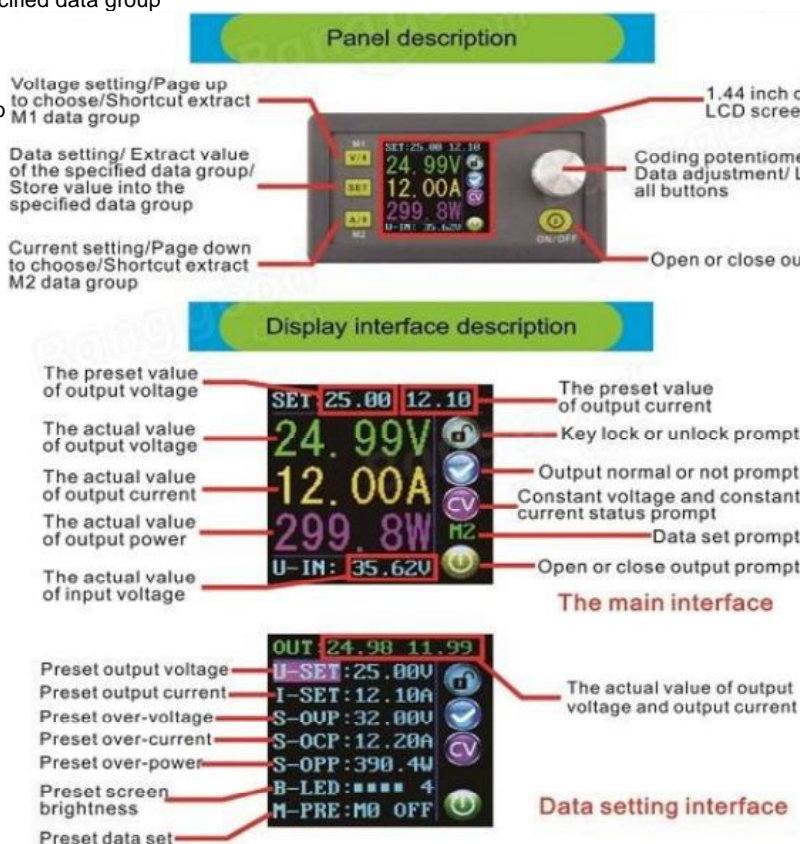 cified data group
Panel description
Voltage setting/Page up
to choose/Shortcut extract
M1 data group
Data setting/ Extract value
of the specified data group/
Store value into the
specified data group
Current setting/Page down
to choose/Shortcut extract
M2 data group
M1
V/⬆
SET
A/⬇
M2
SET:25.00 12.10
24.99V
12.00A
CV
299.8W
U-IN: 35.62V
ON/OFF
1.44 inch c
LCD scree
Coding potentiome
Data adjustment/ L
all buttons
Open or close ou
Display interface description
The preset value
of output voltage
The actual value
of output voltage
The actual value
of output current
The actual value
of output power
The actual value
of input voltage
SET:25.00 12.10
24.99V
12.00A
CV
299.8W
M2
U-IN: 35.62V
The preset value
of output current
Key lock or unlock prompt
Output normal or not prompt
Constant voltage and constant
current status prompt
Data set prompt
Open or close output prompt
The main interface
Preset output voltage
Preset output current
Preset over-voltage
Preset over-current
Preset over-power
Preset screen
brightness
Preset data set
OUT:24.98 11.99
U-SET:25.00V
I-SET:12.10A
S-OVP:32.00V
S-OCP:12.20A
CV
S-OPP:390.4W
B-LED:■■■■ 4
M-PRE:M0 OFF
The actual value of output
voltage and output current
Data setting interface